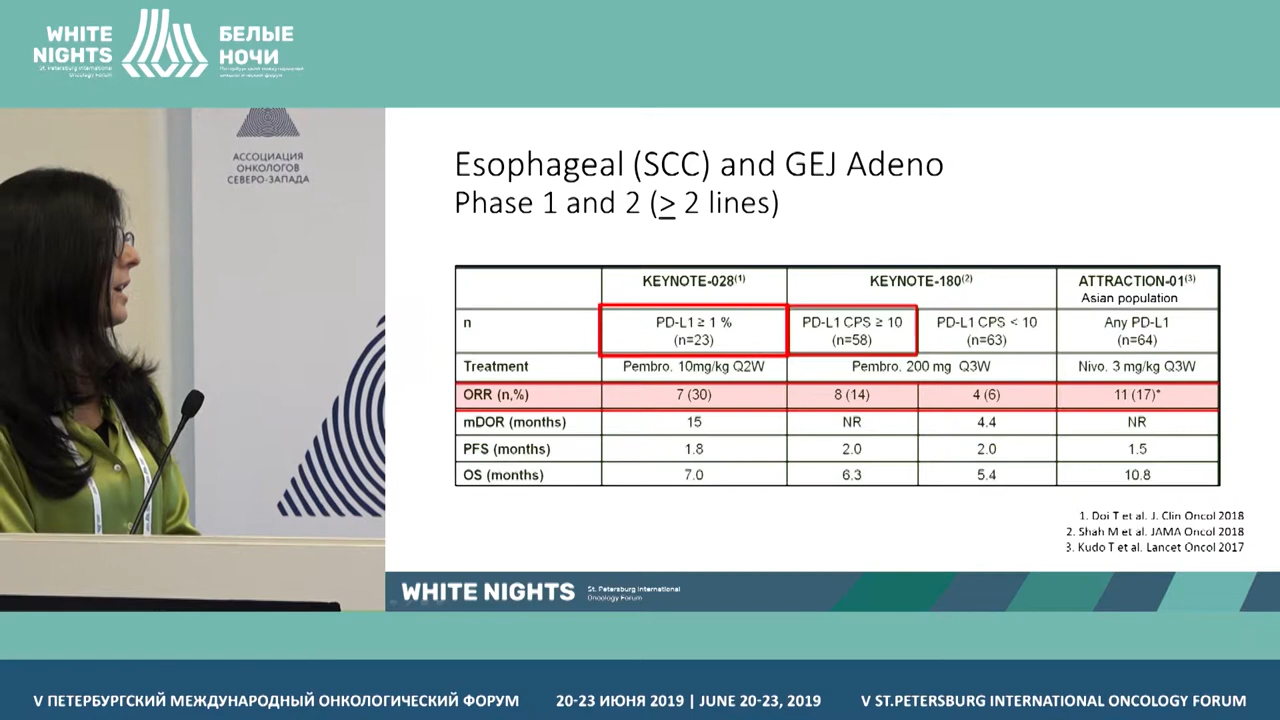 WHITE
NIGHTS
St. Petersburg International
Oncology Forum
БЕЛЫЕ
НОЧИ
АССОЦИАЦИЯ
ОНКОЛОГОВ
СЕВЕРО-ЗАПАДА
Esophageal (SCC) and GEJ Adeno
Phase 1 and 2 (≥ 2 lines)
KEYNOTE-028(1) KEYNOTE-180(2) ATTRACTION-01(3)
Asian population
n PD-L1 ≥ 1 % PD-L1 CPS ≥ 10 PD-L1 CPS < 10 Any PD-L1
(n=23) (n=58) (n=63) (n=64)
Treatment Pembro. 10mg/kg Q2W Pembro. 200 mg Q3W Nivo. 3 mg/kg Q3W
ORR (n,%) 7 (30) 8 (14) 4 (6) 11 (17)*
mDOR (months) 15 NR 4.4 NR
PFS (months) 1.8 2.0 2.0 1.5
OS (months) 7.0 6.3 5.4 10.8
1. Doi T et al. J. Clin Oncol 2018
2. Shah M et al. JAMA Oncol 2018
3. Kudo T et al. Lancet Oncol 2017
WHITE NIGHTS St. Petersburg International
Oncology Forum
V ПЕТЕРБУРГСКИЙ МЕЖДУНАРОДНЫЙ ОНКОЛОГИЧЕСКИЙ ФОРУМ 20-23 ИЮНЯ 2019 | JUNE 20-23, 2019 V ST.PETERSBURG INTERNATIONAL ONCOLOGY FORUM